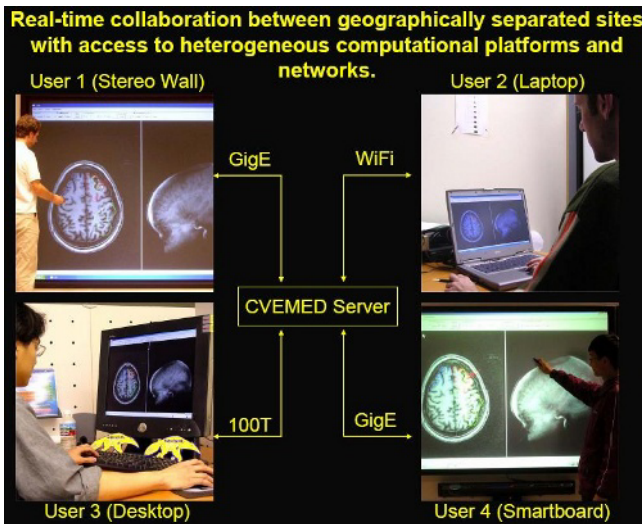 Real-time collaboration between geographically separated sites
with access to heterogeneous computational platforms and
networks.
User 1 (Stereo Wall)
User 2 (Laptop)
GigE
WiFi
CVEMED Server
100T
GigE
User 3 (Desktop)
User 4 (Smartboard)